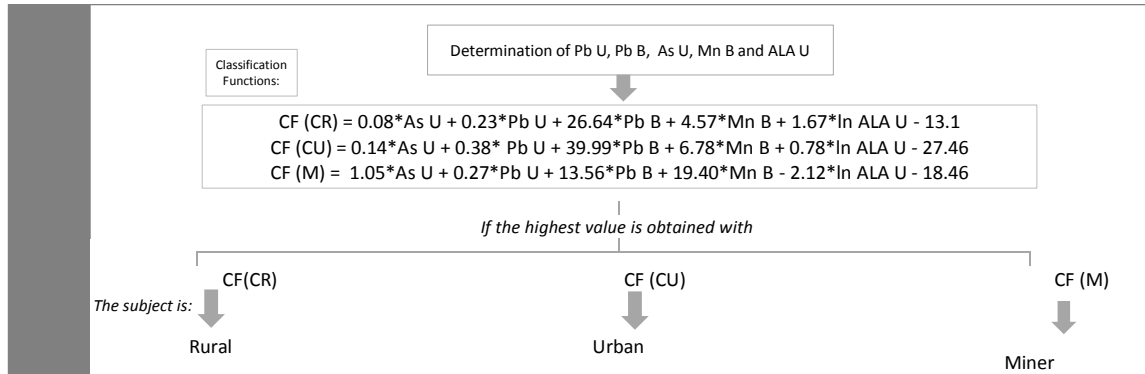 Determination of Pb U, Pb B, As U, Mn B and ALA U
Classification
Functions:
CF (CR) = 0.08*As U + 0.23*Pb U + 26.64*Pb B + 4.57*Mn B + 1.67*ln ALA U - 13.1
CF (CU) = 0.14*As U + 0.38* Pb U + 39.99*Pb B + 6.78*Mn B + 0.78*ln ALA U - 27.46
CF (M) = 1.05*As U + 0.27*Pb U + 13.56*Pb B + 19.40*Mn B - 2.12*ln ALA U - 18.46
If the highest value is obtained with
CF(CR)
CF (CU)
CF (M)
The subject is:
Rural
Urban
Miner